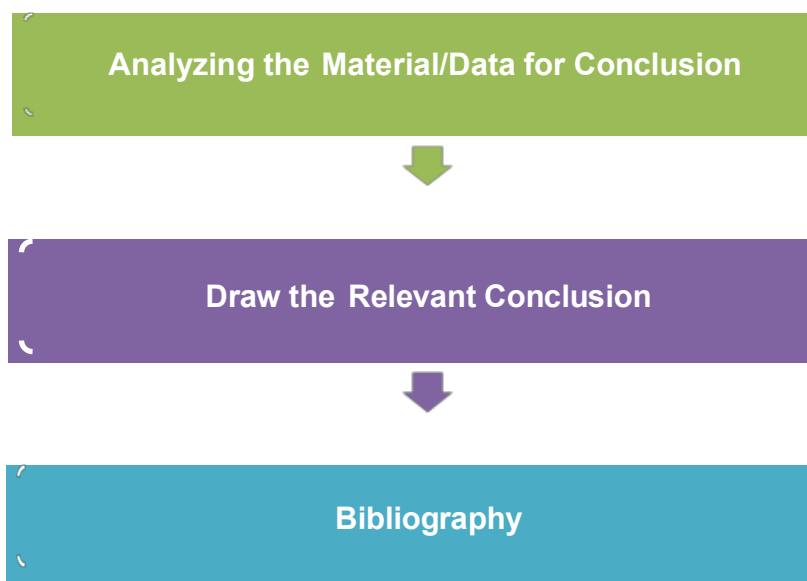 Analyzing the Material/Data for Conclusion
Draw the Relevant Conclusion
Bibliography